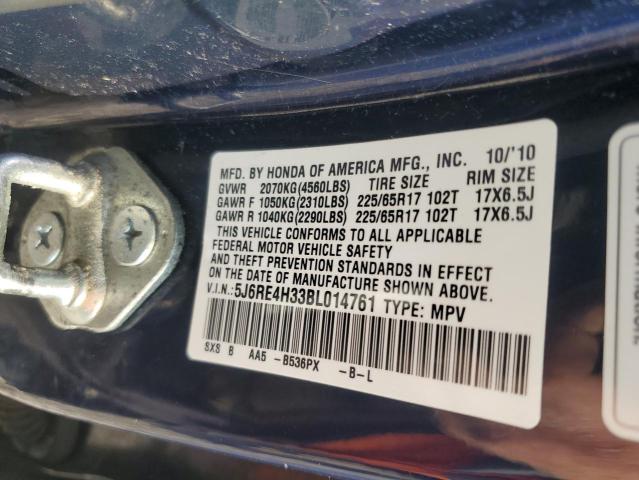 MFD. BY HONDA OF AMERICA MFG., INC. 10/'10
GVWR 2070KG(4560LBS) TIRE SIZE RIM SIZE
GAWR F 1050KG(2310LBS) 225/65R17 102T 17X6.5J
GAWR R 1040KG(2290LBS) 225/65R17 102T 17X6.5J
THIS VEHICLE CONFORMS TO ALL APPLICABLE
FEDERAL MOTOR VEHICLE SAFETY
AND THEFT PREVENTION STANDARDS IN EFFECT
ON THE DATE OF MANUFACTURE SHOWN ABOVE.
V.I.N.:5J6RE4H33BL014761 TYPE: MPV
SXS B AA5 -B536PX -B-L